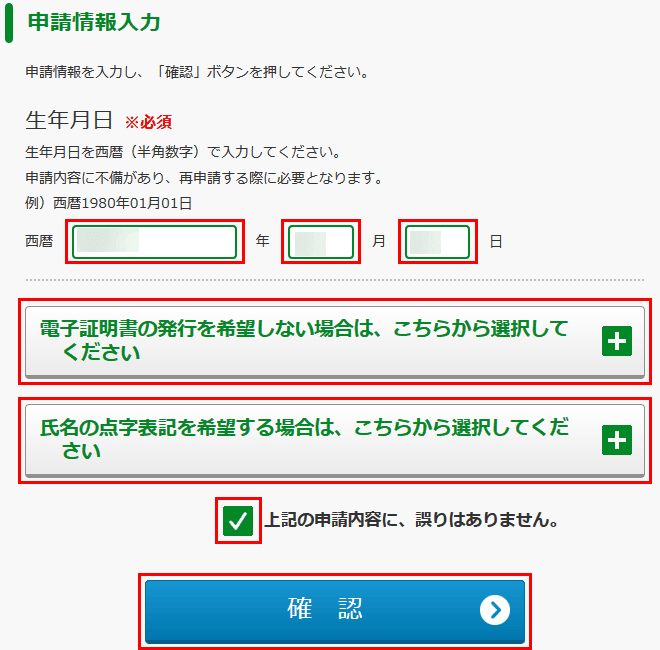 申請情報入力
申請情報を入力し、「確認」ボタンを押してください。
生年月日 ※必須
生年月日を西暦（半角数字）で入力してください。
申請内容に不備があり、再申請する際に必要となります。
例）西暦1980年01月01日
西暦 年 月 日
電子証明書の発行を希望しない場合は、こちらから選択して
ください
氏名の点字表記を希望する場合は、こちらから選択してくだ
さい
上記の申請内容に、誤りはありません。
確　認